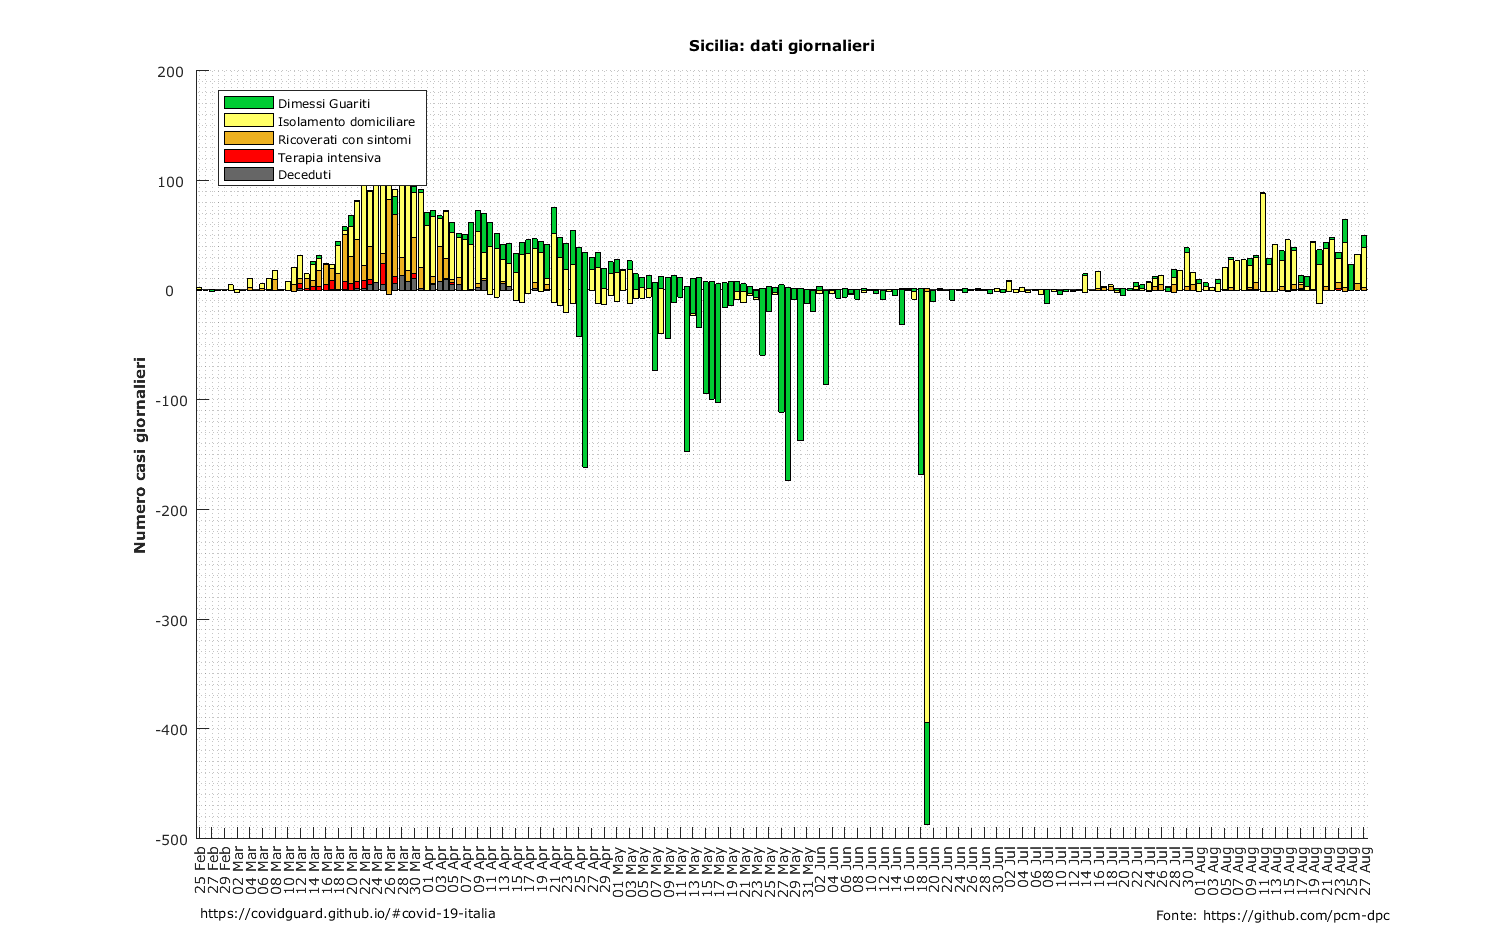 Sicilia: dati giornalieri
200
100
0
-100
-200
-300
-400
-500
Numero casi giornalieri
Dimessi Guariti
Isolamento domiciliare
Ricoverati con sintomi
Terapia intensiva
Deceduti
25 Feb
27 Feb
29 Feb
02 Mar
04 Mar
06 Mar
08 Mar
10 Mar
12 Mar
14 Mar
16 Mar
18 Mar
20 Mar
22 Mar
24 Mar
26 Mar
28 Mar
30 Mar
01 Apr
03 Apr
05 Apr
07 Apr
09 Apr
11 Apr
13 Apr
15 Apr
17 Apr
19 Apr
21 Apr
23 Apr
25 Apr
27 Apr
29 Apr
01 May
03 May
05 May
07 May
09 May
11 May
13 May
15 May
17 May
19 May
21 May
23 May
25 May
27 May
29 May
31 May
02 Jun
04 Jun
06 Jun
08 Jun
10 Jun
12 Jun
14 Jun
16 Jun
18 Jun
20 Jun
22 Jun
24 Jun
26 Jun
28 Jun
30 Jun
02 Jul
04 Jul
06 Jul
08 Jul
10 Jul
12 Jul
14 Jul
16 Jul
18 Jul
20 Jul
22 Jul
24 Jul
26 Jul
28 Jul
30 Jul
01 Aug
03 Aug
05 Aug
07 Aug
09 Aug
11 Aug
13 Aug
15 Aug
17 Aug
19 Aug
21 Aug
23 Aug
25 Aug
27 Aug
https://covidguard.github.io/#covid-19-italia
Fonte: https://github.com/pcm-dpc